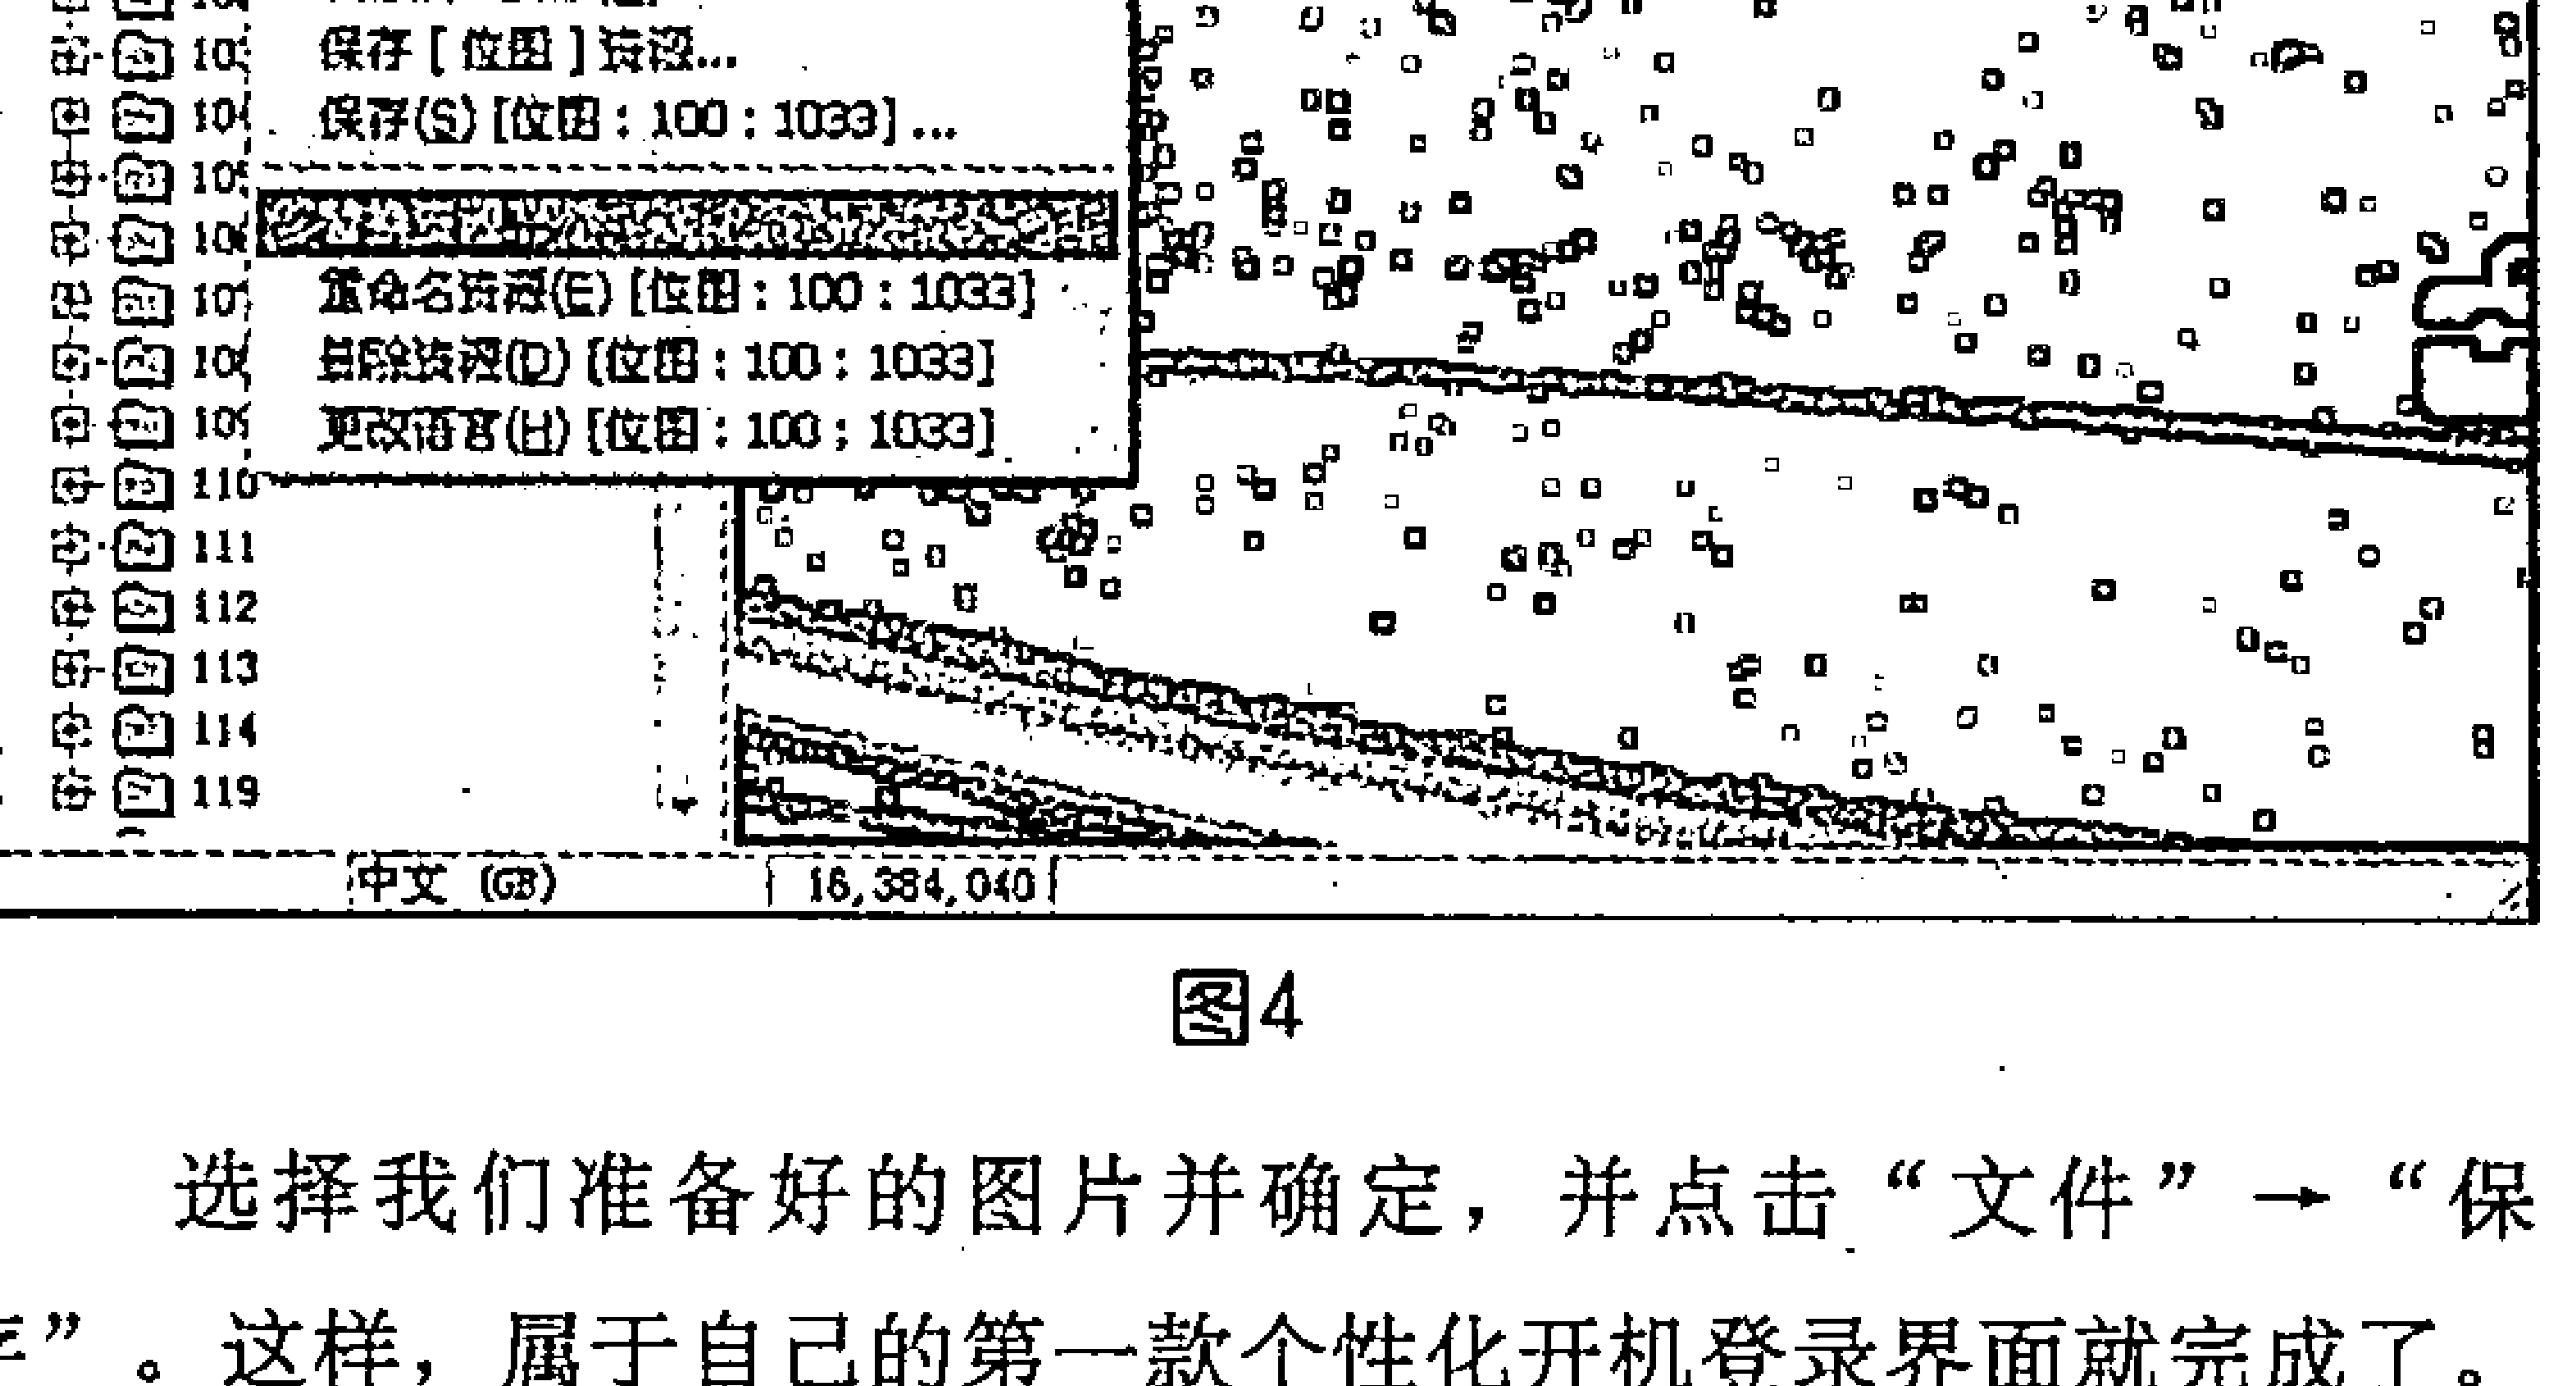 保存 [ 位图 ] 资源...
保存(S) [位图 : 100 : 1033] ...
重命名资源(E) [位图 : 100 : 1033]
删除资源(D) [位图 : 100 : 1033]
更改语言(H) [位图 : 100 : 1033]
110
111
112
113
114
119
中文 (GB)
16,384,040
图4
选择我们准备好的图片并确定，并点击“文件”→“保
”。这样，属于自己的第一款个性化开机登录界面就完成了。